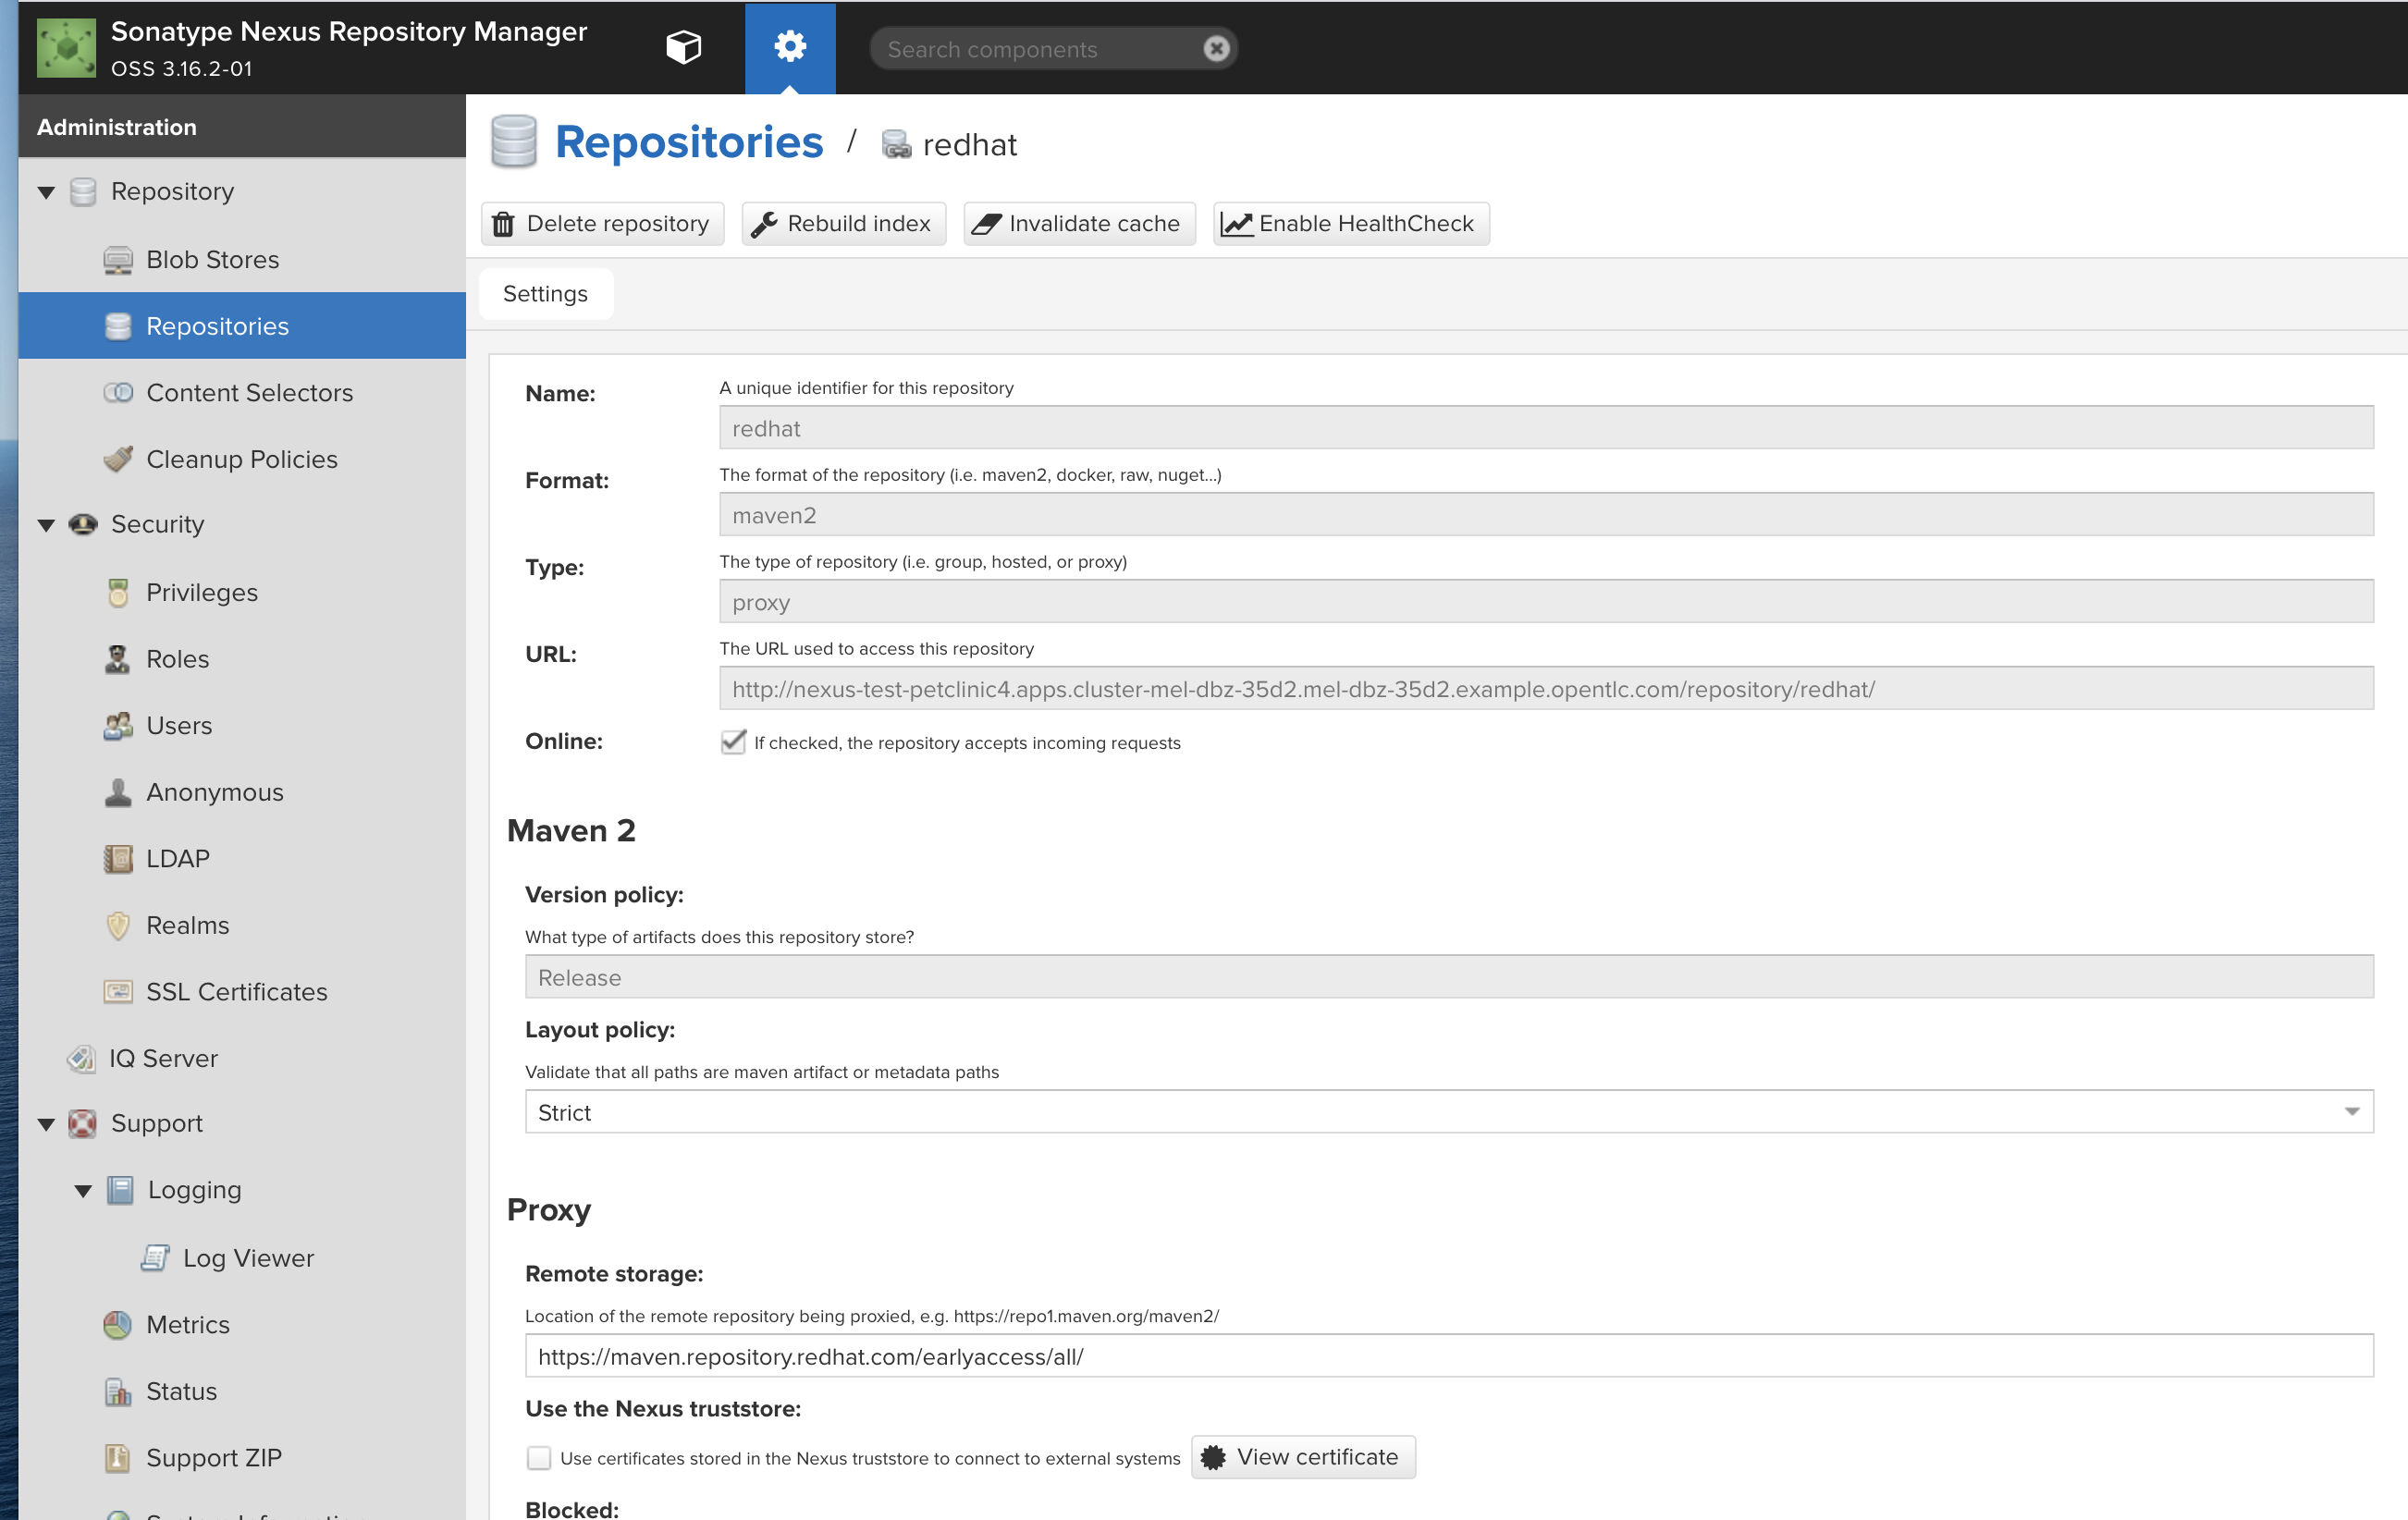 Sonatype Nexus Repository Manager
OSS 3.16.2-01
Search components
Administration
Repository
Blob Stores
Repositories
Content Selectors
Cleanup Policies
Security
Privileges
Roles
Users
Anonymous
LDAP
Realms
SSL Certificates
IQ Server
Support
Logging
Log Viewer
Metrics
Status
Support ZIP
Repositories / redhat
Delete repository Rebuild index Invalidate cache Enable HealthCheck
Settings
Name: A unique identifier for this repository
redhat
Format: The format of the repository (i.e. maven2, docker, raw, nuget...)
maven2
Type: The type of repository (i.e. group, hosted, or proxy)
proxy
URL: The URL used to access this repository
http://nexus-test-petclinic4.apps.cluster-mel-dbz-35d2.mel-dbz-35d2.example.opentlc.com/repository/redhat/
Online: If checked, the repository accepts incoming requests
Maven 2
Version policy:
What type of artifacts does this repository store?
Release
Layout policy:
Validate that all paths are maven artifact or metadata paths
Strict
Proxy
Remote storage:
Location of the remote repository being proxied, e.g. https://repo1.maven.org/maven2/
https://maven.repository.redhat.com/earlyaccess/all/
Use the Nexus truststore:
Use certificates stored in the Nexus truststore to connect to external systems View certificate
Blocked: